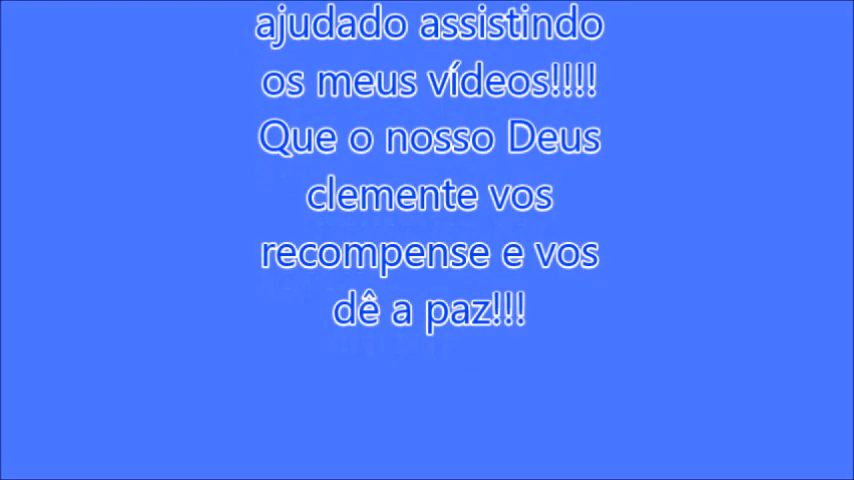 ajudado assistindo
os meus vídeos!!!!
Que o nosso Deus
clemente vos
recompense e vos
dê a paz!!!